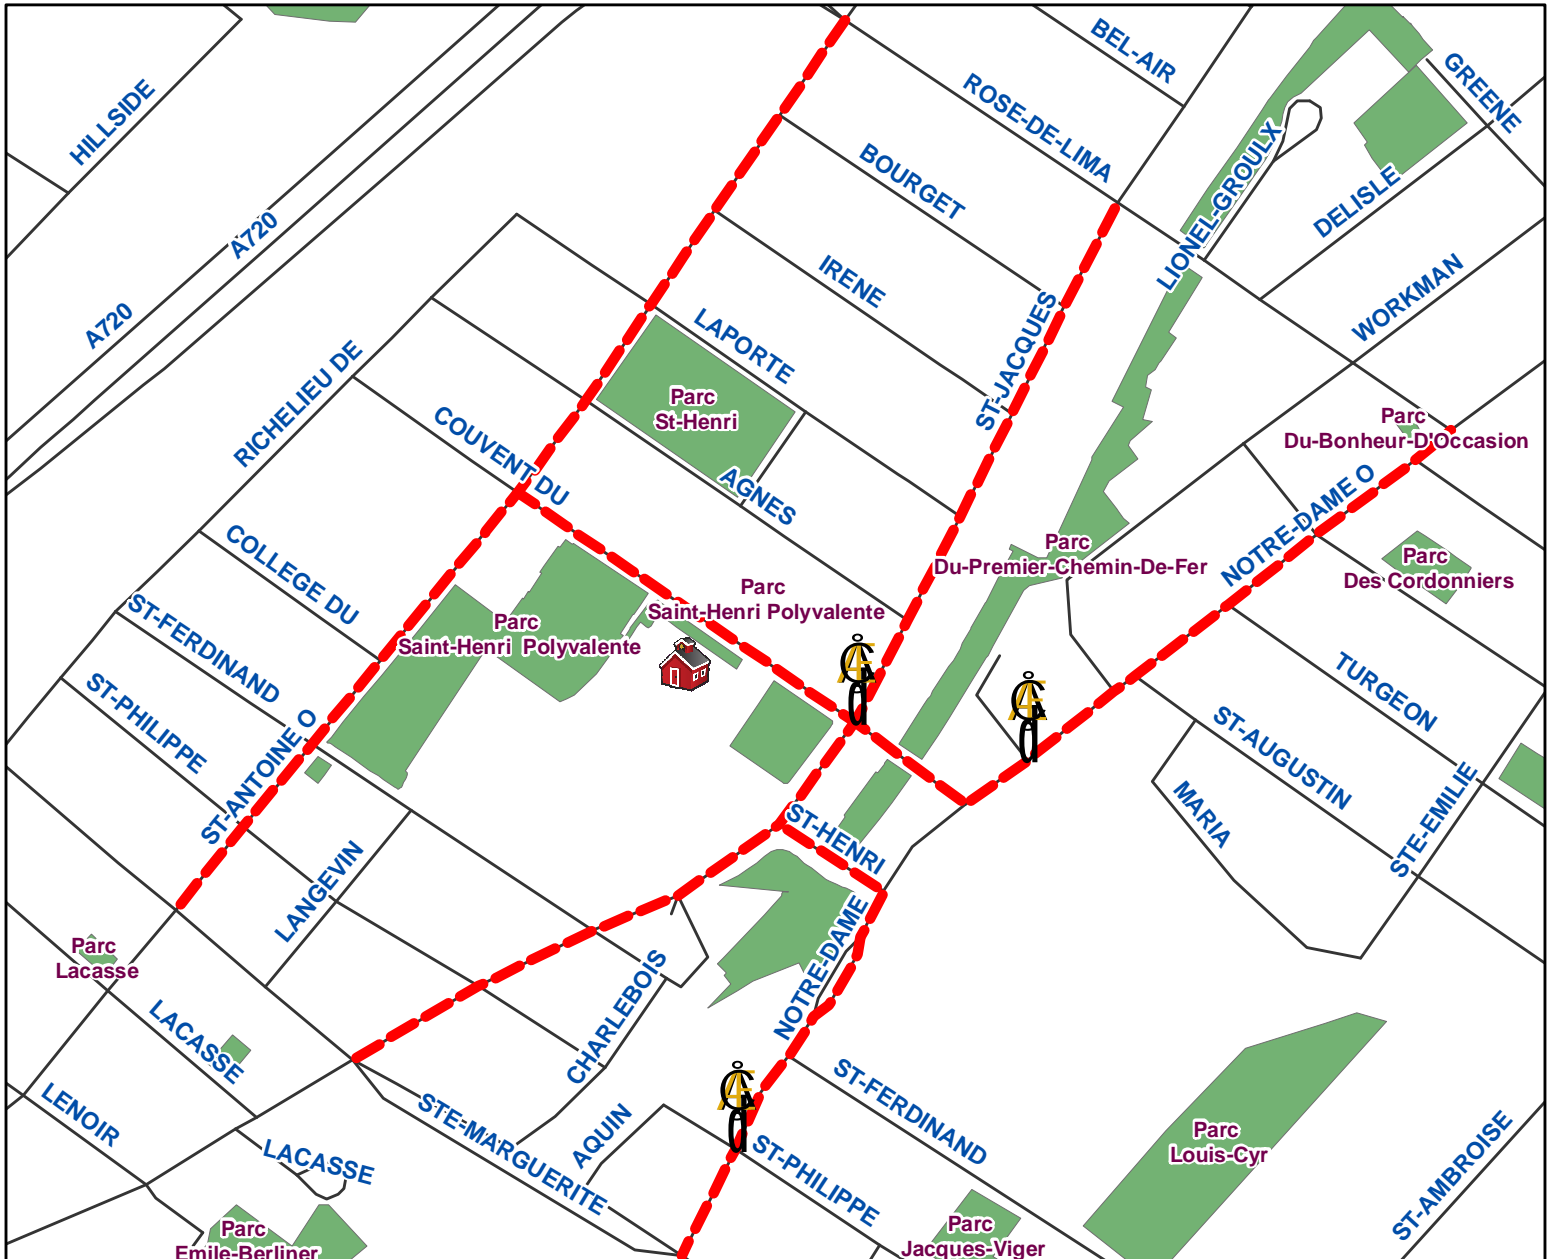 HILLSIDE
BEL-AIR
GREENE
ROSE-DE-LIMA
BOURGET
LIONEL-GROULX
DELISLE
A720
A720
IRENE
WORKMAN
LAPORTE
ST-JACQUES
RICHELIEU DE
Parc
St-Henri
COUVENT DU
AGNES
Parc
Du-Bonheur-D'Occasion
NOTRE-DAME O
COLLEGE DU
Parc
Du-Premier-Chemin-De-Fer
Parc
Des Cordonniers
ST-FERDINAND
Parc
Saint-Henri Polyvalente
Parc
Saint-Henri Polyvalente
ST-PHILIPPE
ST-ANTOINE O
TURGEON
ST-AUGUSTIN
MARIA
STE-EMILIE
ST-HENRI
LANGEVIN
NOTRE-DAME
Parc
Lacasse
CHARLEBOIS
LACASSE
LENOIR
LACASSE
STE-MARGUERITE
AQUIN
ST-FERDINAND
ST-PHILIPPE
Parc
Louis-Cyr
ST-AMBROISE
Parc
Emile-Berliner
Parc
Jacques-Viger